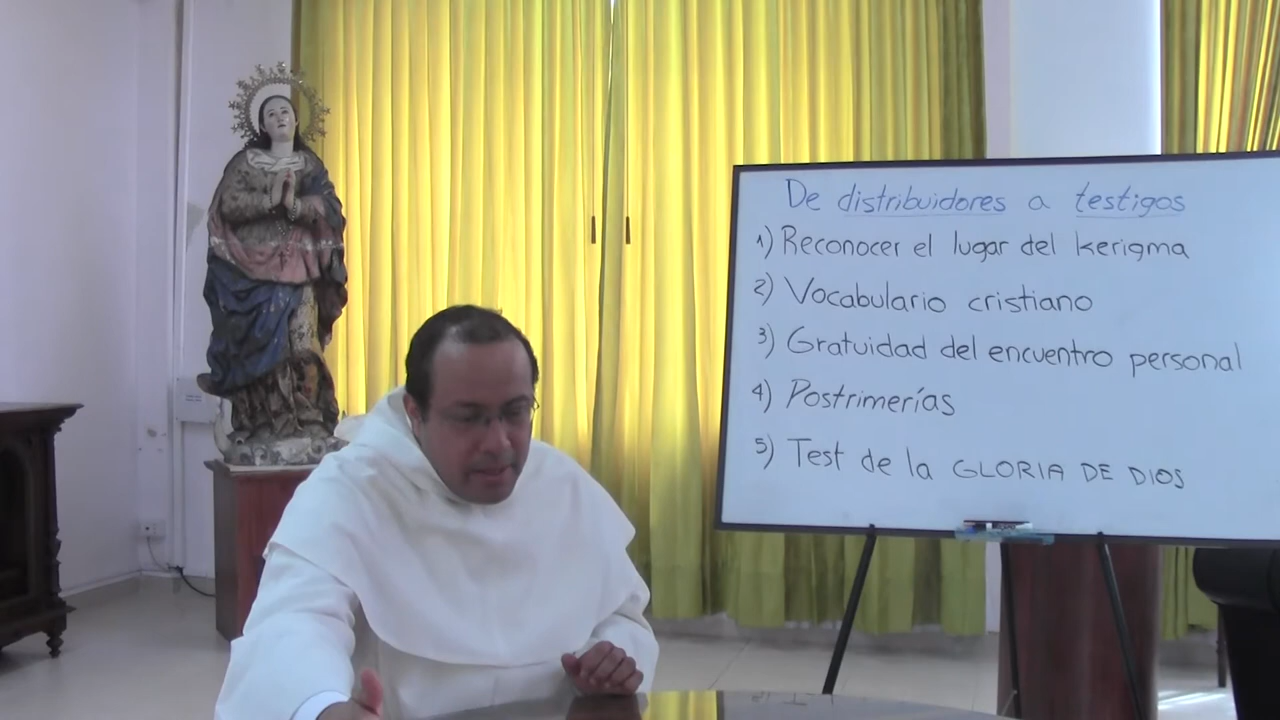 De distribuidores a testigos
1) Reconocer el lugar del kerigma
2) Vocabulario cristiano
3) Gratuidad del encuentro personal
4) Postrimerías
5) Test de la GLORIA DE DIOS